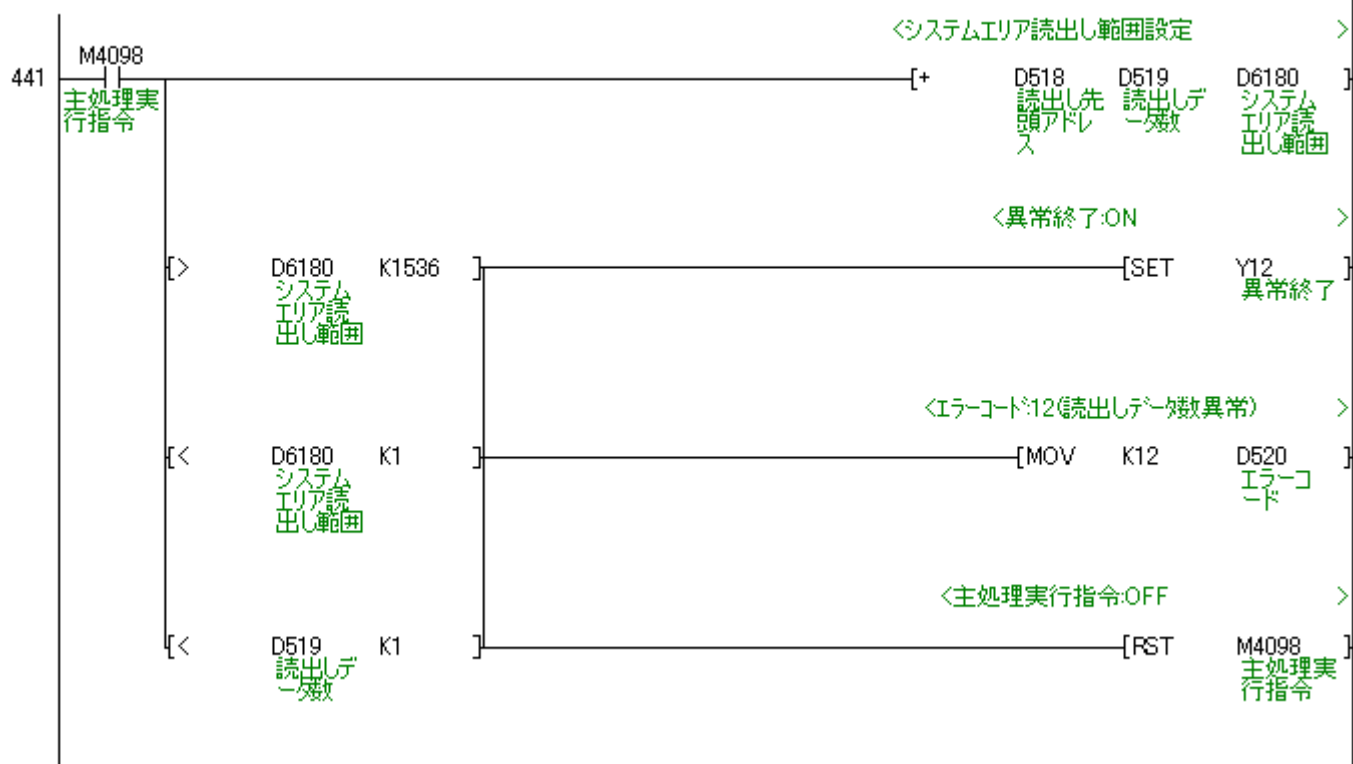 <システムエリア読出し範囲設定 >
M4098
441
[+ D518 D519 D6180 ]
主処理実
行指令
読出し先
頭アドレ
ス
読出しデ
ータ数
システム
エリア読
出し範囲
<異常終了:ON >
[> D6180 K1536 ]
[SET Y12 ]
システム
エリア読
出し範囲
異常終了
<エラーコード:12(読出しデータ数異常) >
[< D6180 K1 ]
[MOV K12 D520 ]
システム
エリア読
出し範囲
エラーコ
ード
<主処理実行指令:OFF >
[< D519 K1 ]
[RST M4098 ]
読出しデ
ータ数
主処理実
行指令